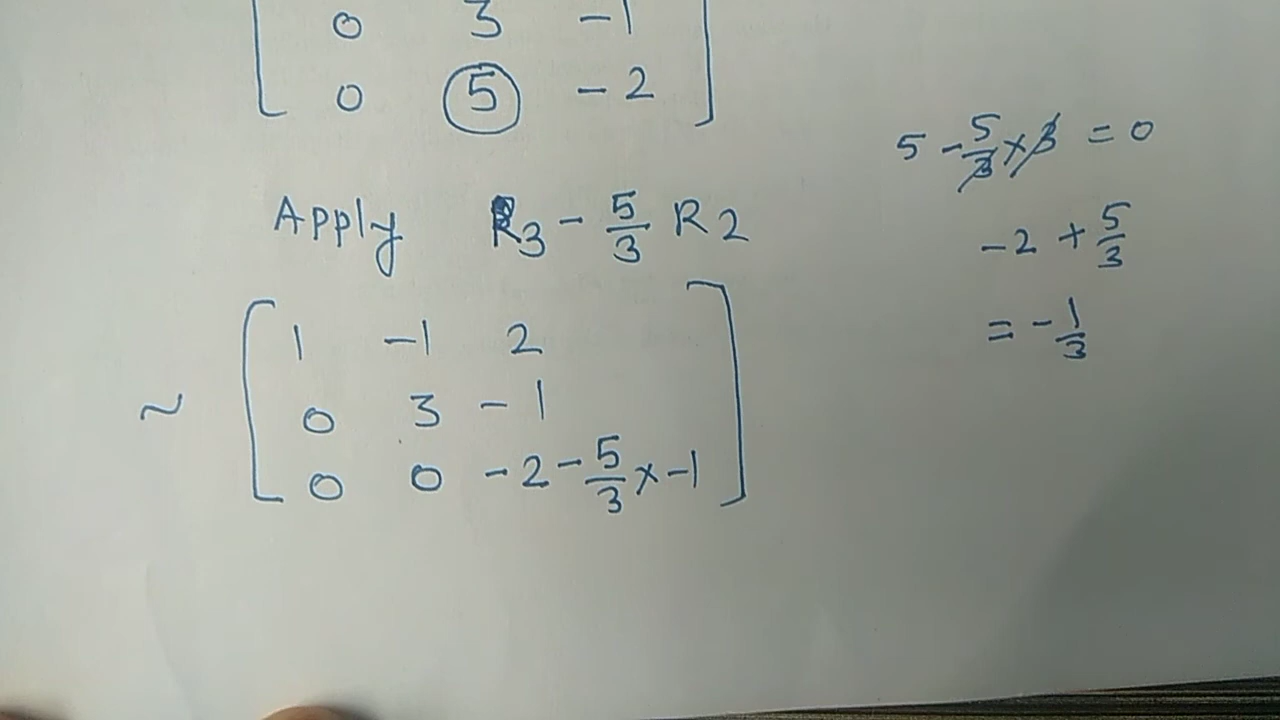 0 3 -1
0 5 -2
Apply R3 - 5/3 R2
~ 1 -1 2
0 3 -1
0 0 -2 - 5/3 × -1
5 - 5/3 × 3 = 0
-2 + 5/3
= -1/3